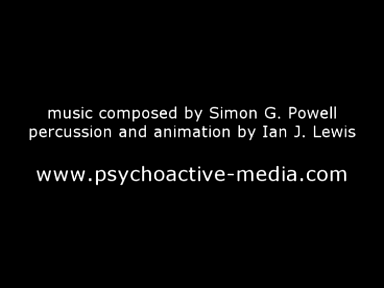 music composed by Simon G. Powell
percussion and animation by Ian J. Lewis
www.psychoactive-media.com